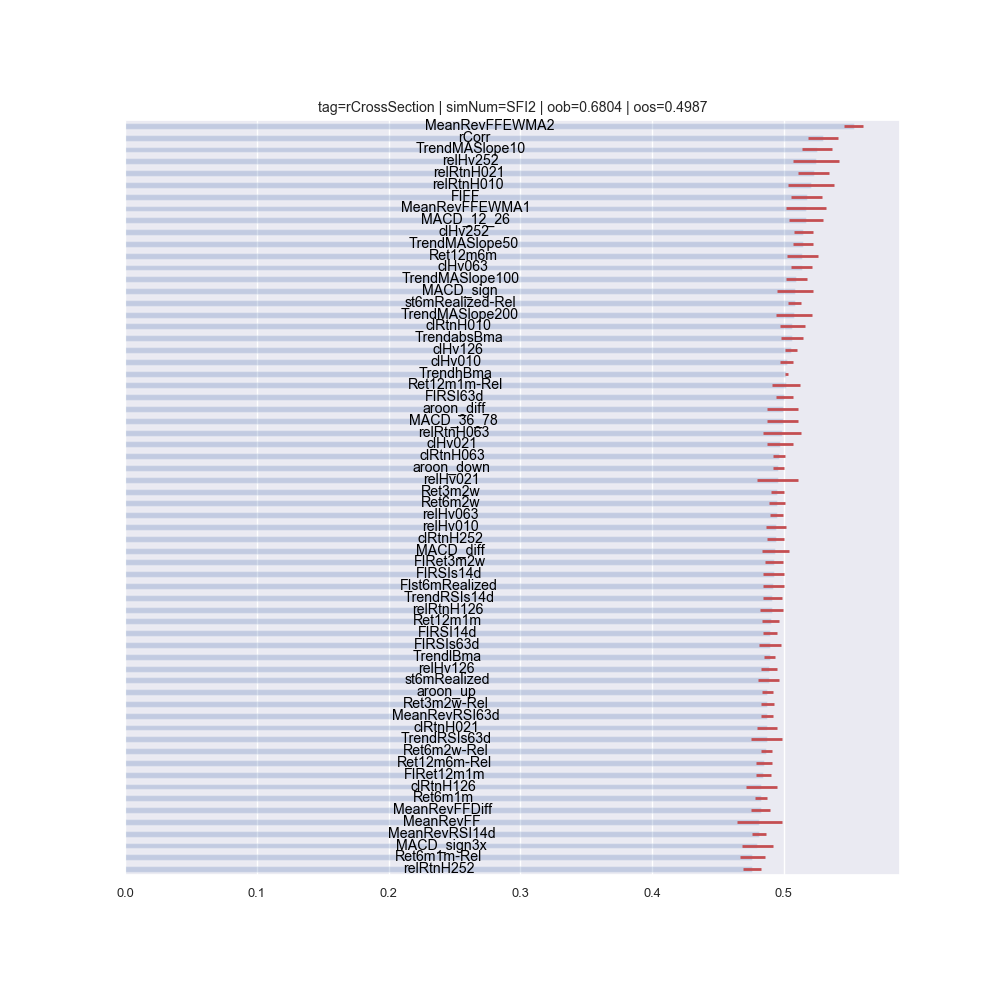 tag=rCrossSection | simNum=SFI2 | oob=0.6804 | oos=0.4987
MeanRevFFEWMA2
rCorr
TrendMASlope10
relHv252
relRtnH021
relRtnH010
FIFF
MeanRevFFEWMA1
MACD_12_26
clHv252
TrendMASlope50
Ret12m6m
clHv063
TrendMASlope100
MACD_sign
st6mRealized-Rel
TrendMASlope200
clRtnH010
TrendabsBma
clHv126
clHv010
TrendhBma
Ret12m1m-Rel
FIRSI63d
aroon_diff
MACD_36_78
relRtnH063
clHv021
clRtnH063
aroon_down
relHv021
Ret3m2w
Ret6m2w
relHv063
relHv010
clRtnH252
MACD_diff
FIRet3m2w
FIRSIs14d
FIst6mRealized
TrendRSIs14d
relRtnH126
Ret12m1m
FIRSI14d
FIRSIs63d
TrendlBma
relHv126
st6mRealized
aroon_up
Ret3m2w-Rel
MeanRevRSI63d
clRtnH021
TrendRSIs63d
Ret6m2w-Rel
Ret12m6m-Rel
FIRet12m1m
clRtnH126
Ret6m1m
MeanRevFFDiff
MeanRevFF
MeanRevRSI14d
MACD_sign3x
Ret6m1m-Rel
relRtnH252
0.0 0.1 0.2 0.3 0.4 0.5